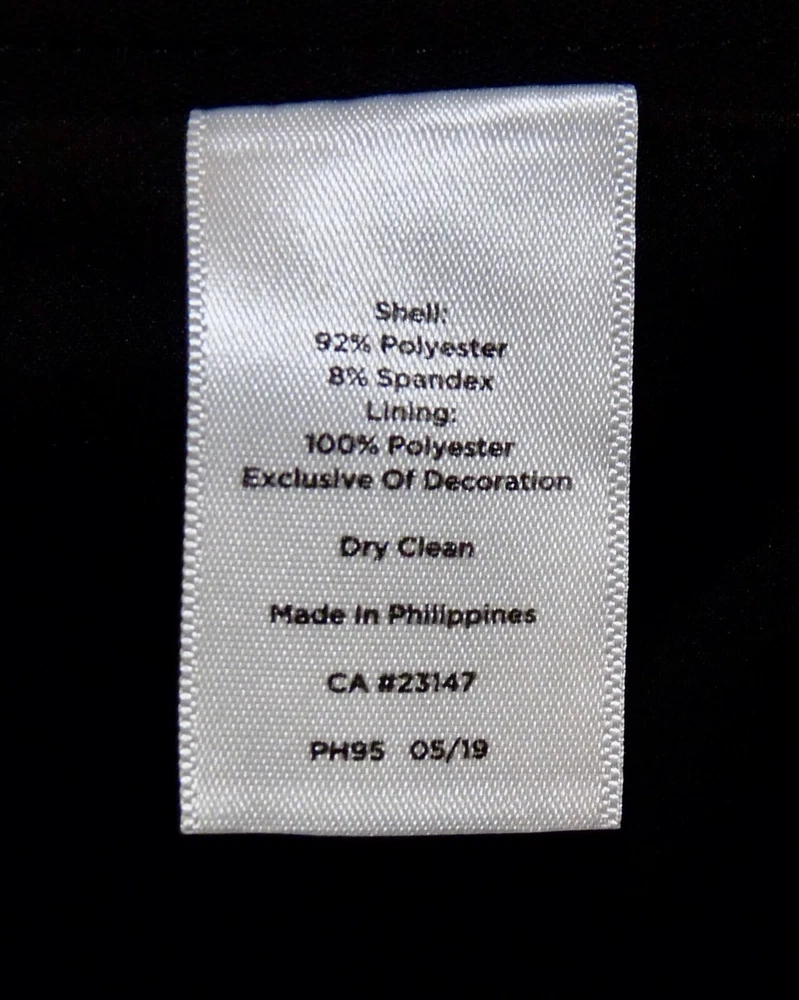 Shell:
92% Polyester
8% Spandex
Lining:
100% Polyester
Exclusive Of Decoration
Dry Clean
Made In Philippines
CA #23147
PH95 05/19